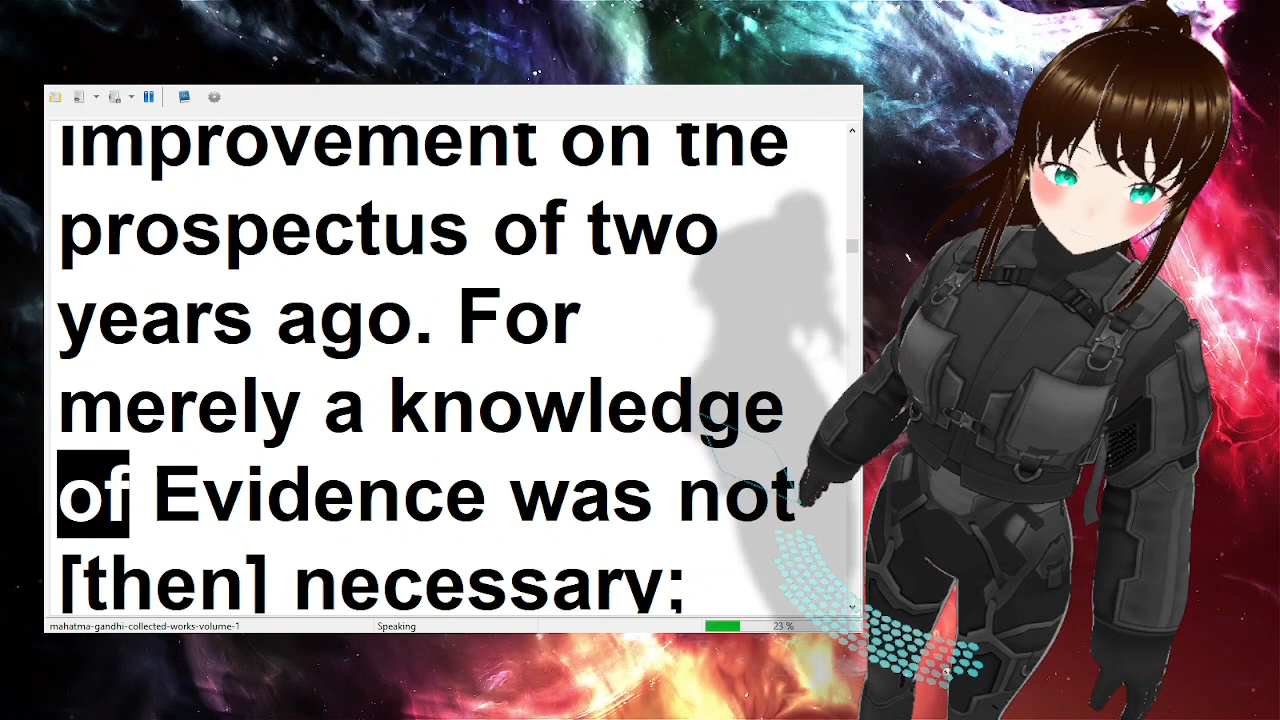 improvement on the
prospectus of two
years ago. For
merely a knowledge
of Evidence was not
[then] necessary;
mahatma-gandhi-collected-works-volume-1
Speaking
23 %